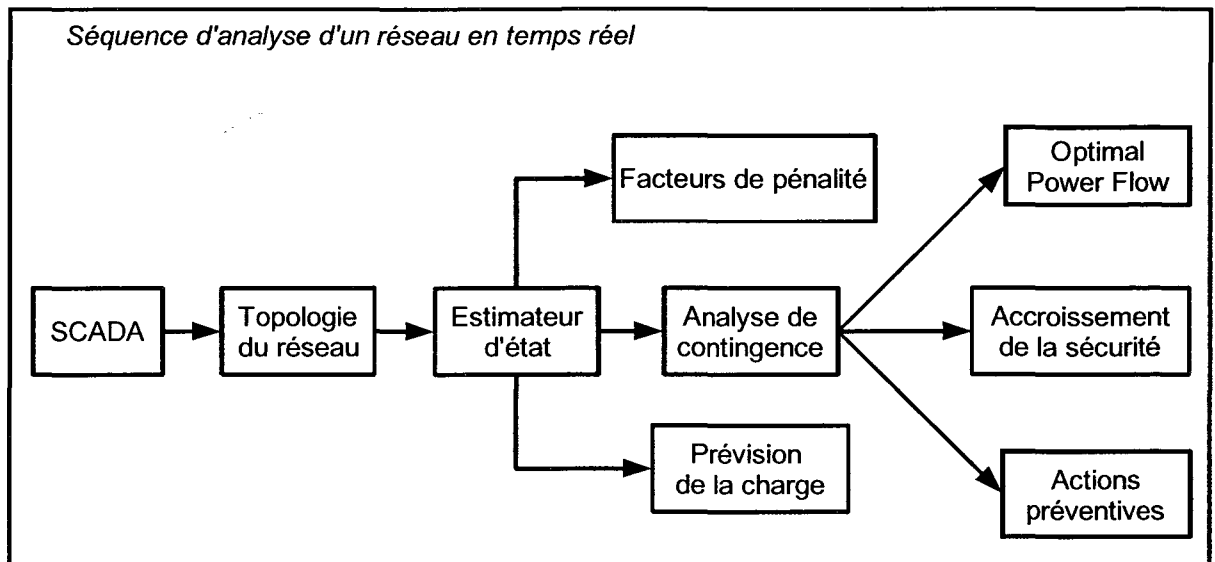 Séquence d'analyse d'un réseau en temps réel
Facteurs de pénalité
Optimal
Power Flow
SCADA
Topologie
du réseau
Estimateur
d'état
Analyse de
contingence
Accroissement
de la sécurité
Prévision
de la charge
Actions
préventives